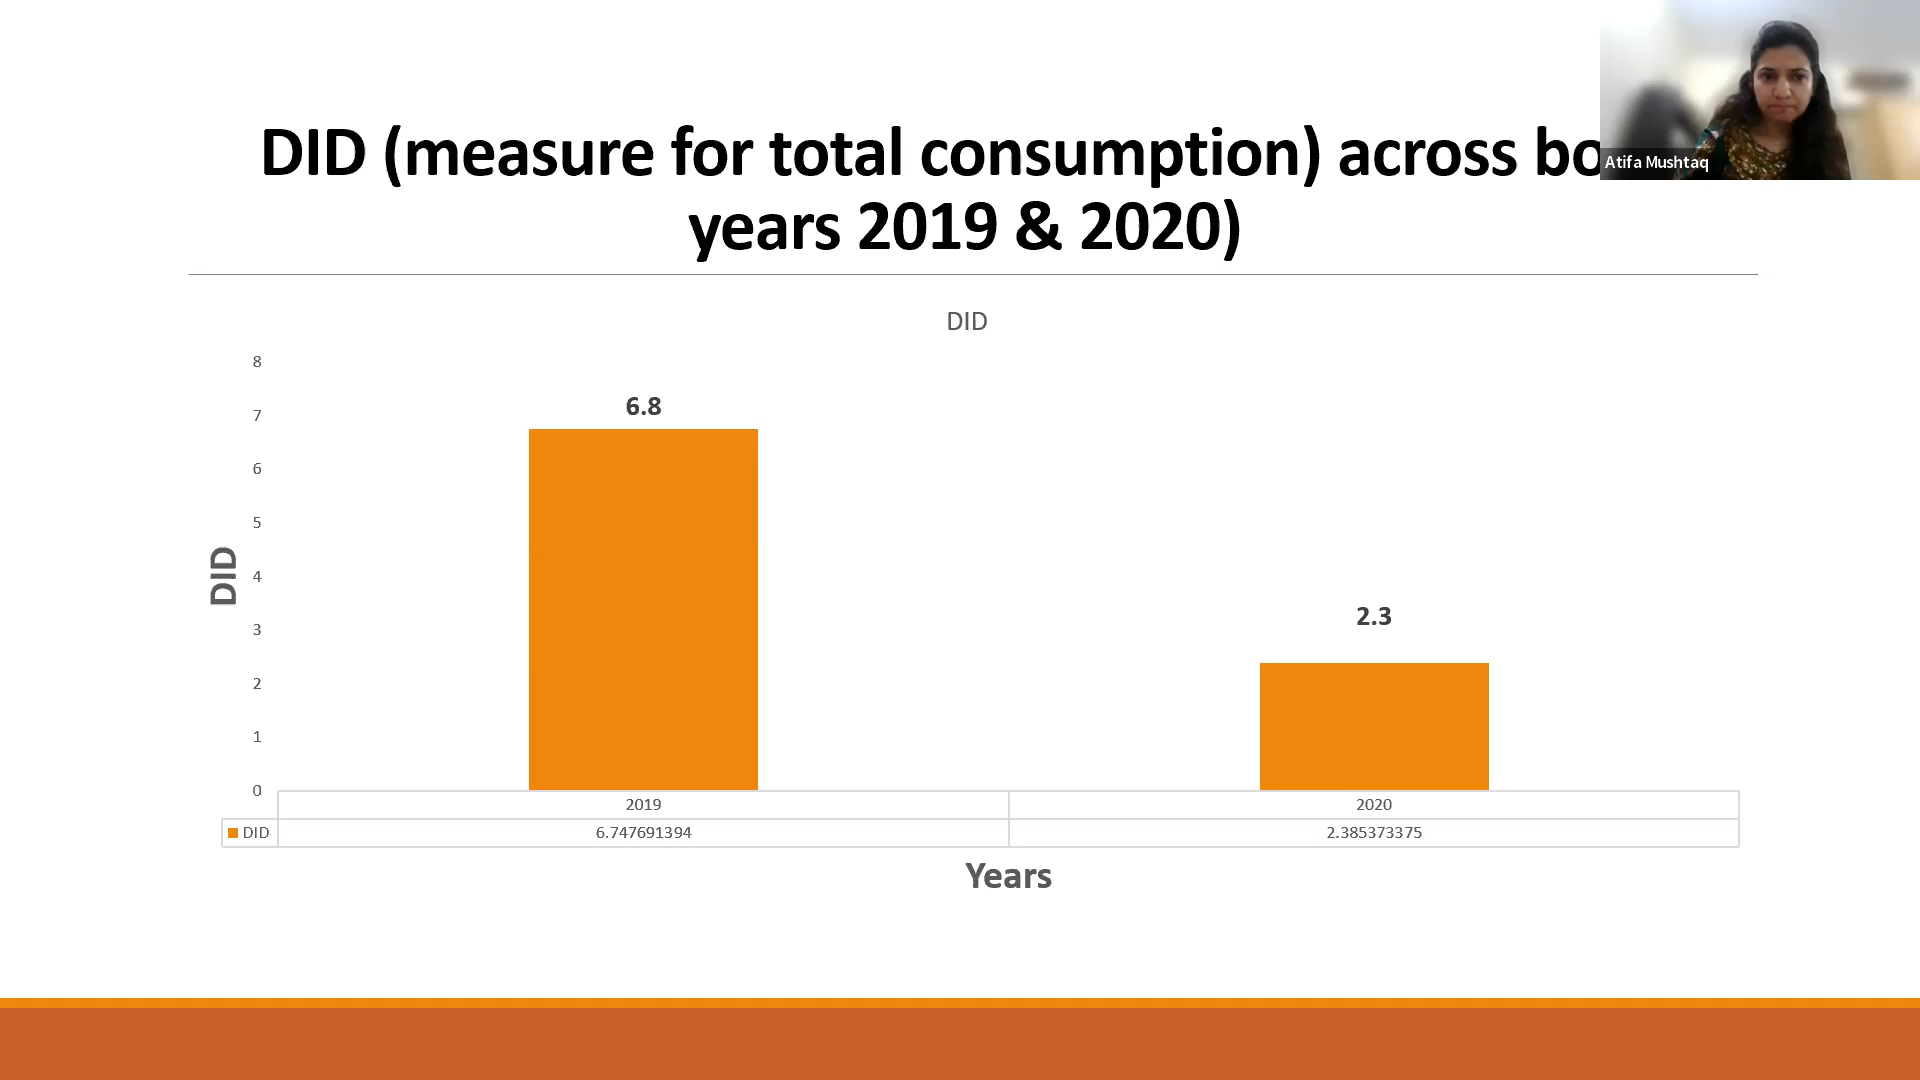 DID (measure for total consumption) across
years 2019 & 2020)
Atifa Mushtaq
DID
8
7
6
5
4
3
2
1
0
DID
6.8
2.3
2019 2020
DID 6.747691394 2.385373375
Years